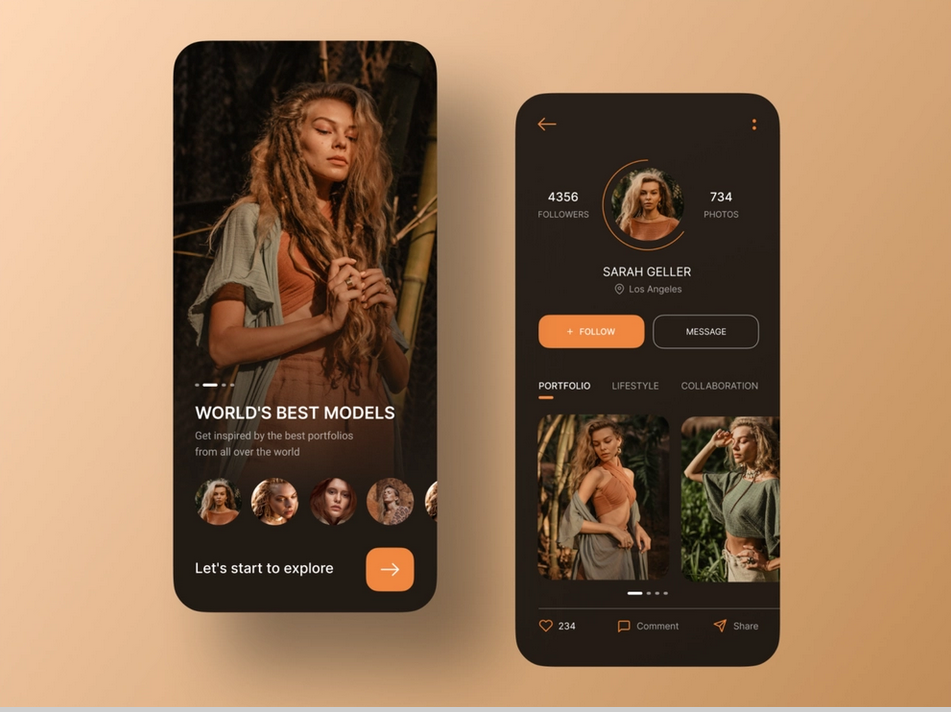 WORLD'S BEST MODELS
Get inspired by the best portfolios
from all over the world
Let's start to explore
4356
FOLLOWERS
734
PHOTOS
SARAH GELLER
Los Angeles
+ FOLLOW
MESSAGE
PORTFOLIO
LIFESTYLE
COLLABORATION
234
Comment
Share